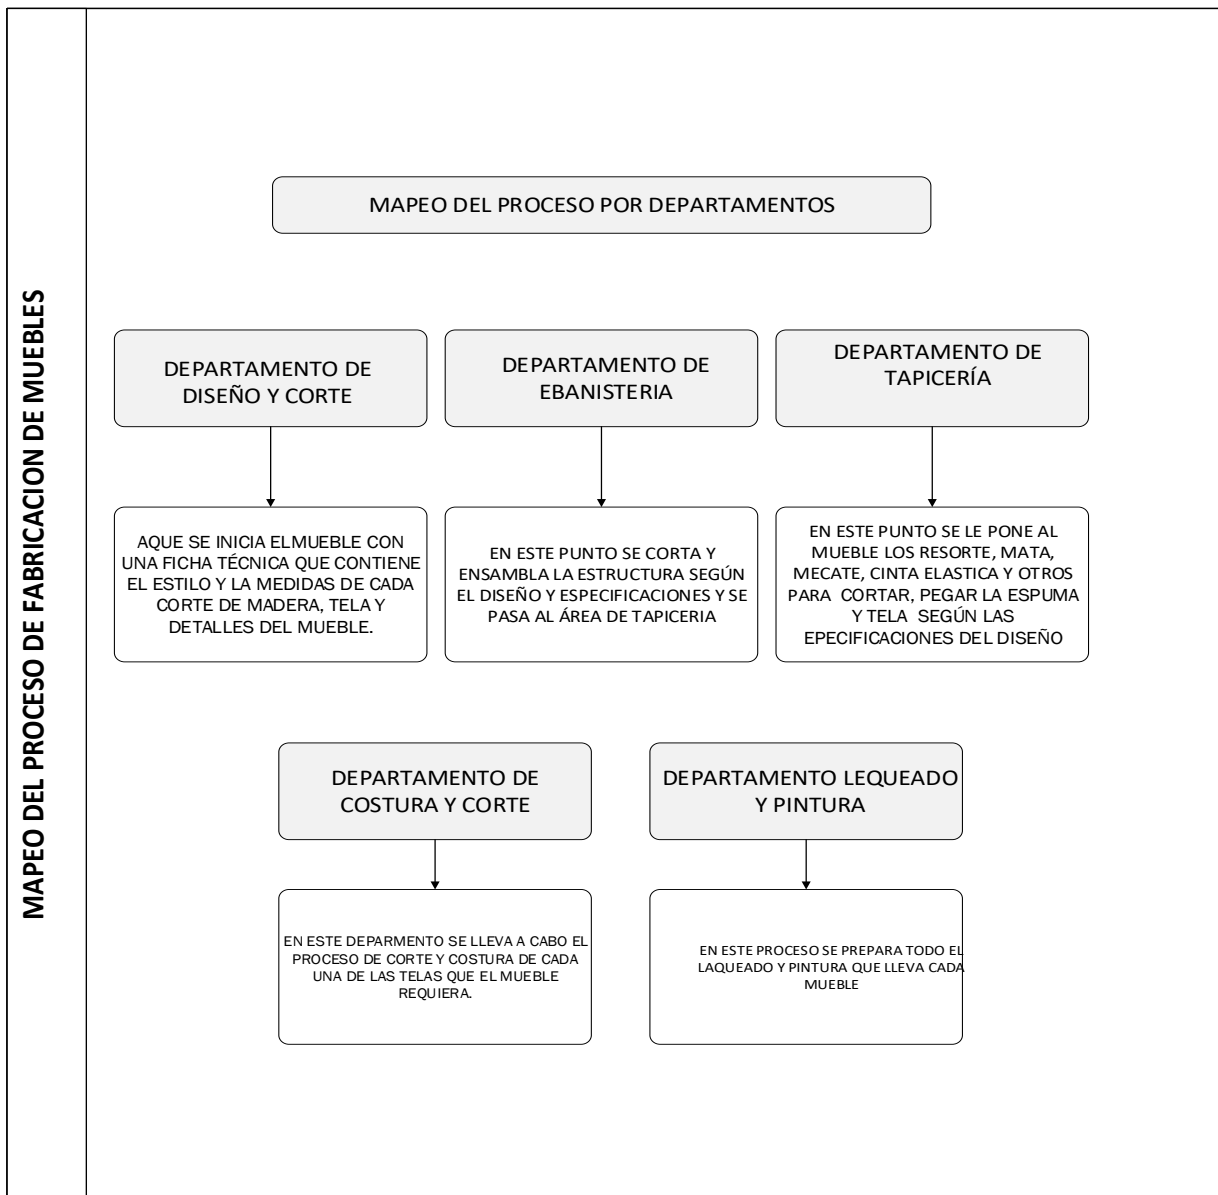 MAPEO DEL PROCESO DE FABRICACION DE MUEBLES
MAPEO DEL PROCESO POR DEPARTAMENTOS
DEPARTAMENTO DE
DISEÑO Y CORTE
DEPARTAMENTO DE
EBANISTERIA
DEPARTAMENTO DE
TAPICERÍA
AQUE SE INICIA ELMUEBLE CON
UNA FICHA TÉCNICA QUE CONTIENE
EL ESTILO Y LA MEDIDAS DE CADA
CORTE DE MADERA, TELA Y
DETALLES DEL MUEBLE.
EN ESTE PUNTO SE CORTA Y
ENSAMBLA LA ESTRUCTURA SEGÚN
EL DISEÑO Y ESPECIFICACIONES Y SE
PASA AL ÁREA DE TAPICERIA
EN ESTE PUNTO SE LE PONE AL
MUEBLE LOS RESORTE, MATA,
MECATE, CINTA ELASTICA Y OTROS
PARA CORTAR, PEGAR LA ESPUMA
Y TELA SEGÚN LAS
EPECIFICACIONES DEL DISEÑO
DEPARTAMENTO DE
COSTURA Y CORTE
DEPARTAMENTO LEQUEADO
Y PINTURA
EN ESTE DEPARMENTO SE LLEVA A CABO EL
PROCESO DE CORTE Y COSTURA DE CADA
UNA DE LAS TELAS QUE EL MUEBLE
REQUIERA.
EN ESTE PROCESO SE PREPARA TODO EL
LAQUEADO Y PINTURA QUE LLEVA CADA
MUEBLE